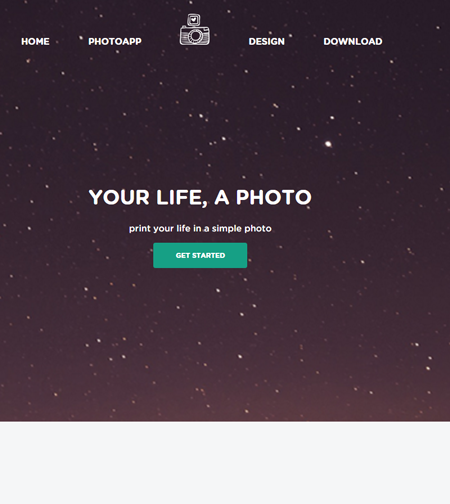 HOME PHOTOAPP DESIGN DOWNLOAD
YOUR LIFE, A PHOTO
print your life in a simple photo
GET STARTED